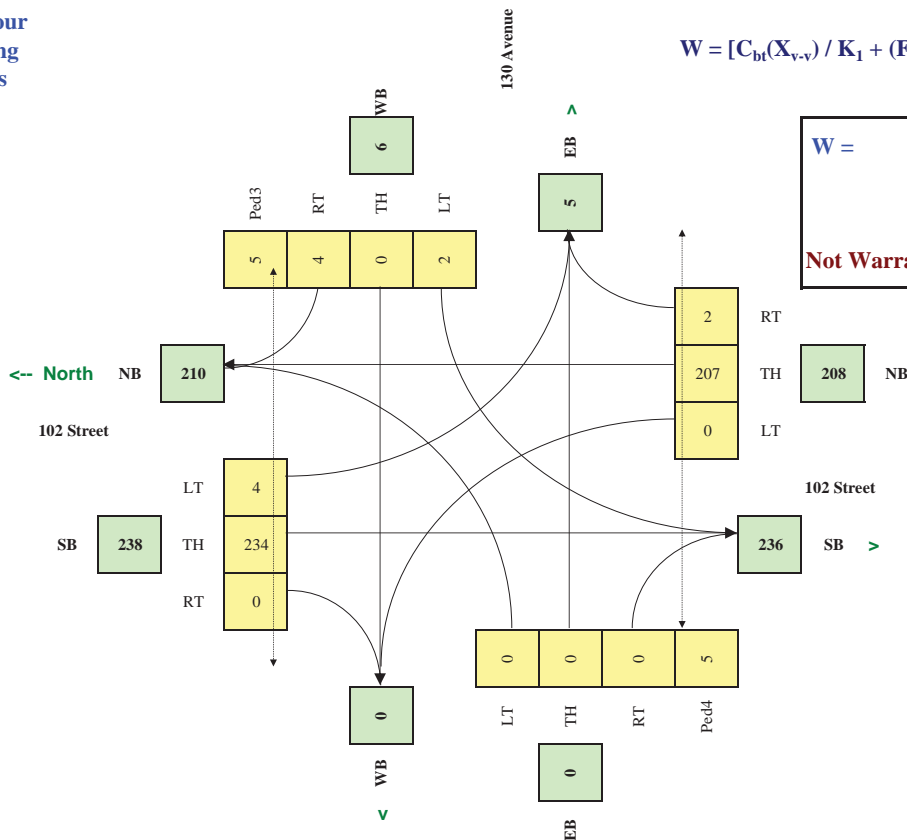 our
ng
s
130 Avenue
W = [C_bt(X_v-v) / K_1 + (F
W =
Not Warra
WB
6
EB
5
^
Ped3 RT TH LT
5 4 0 2
2 RT
207 TH 208 NB
0 LT
<-- North NB 210
102 Street
102 Street
LT 4
SB 238 TH 234
RT 0
236 SB >
0 0 0 5
LT TH RT Ped4
0
WB
v
0
EB